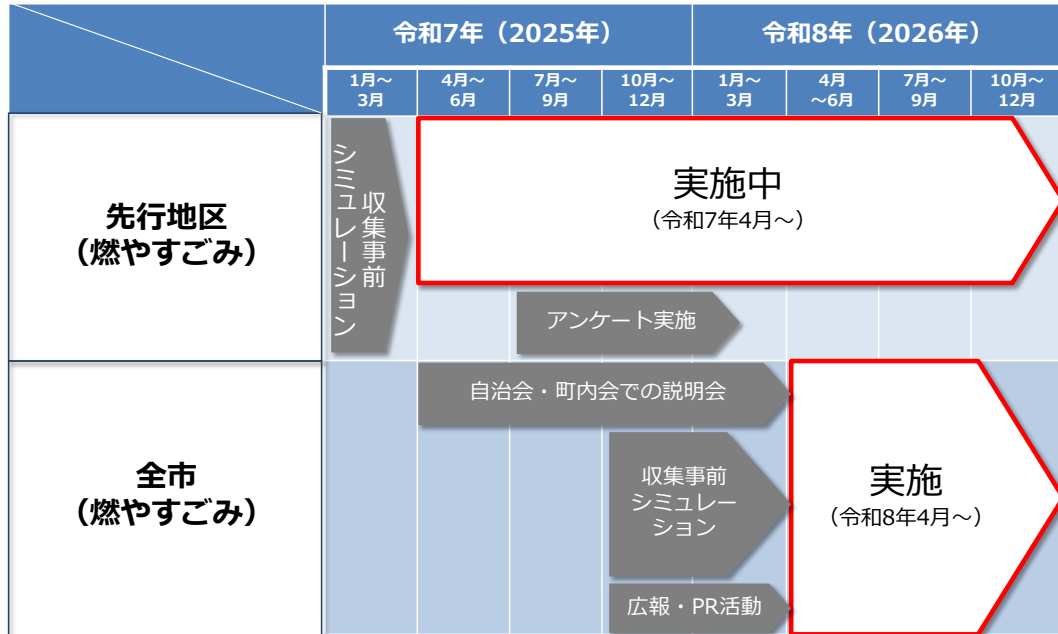 令和7年（2025年）
令和8年（2026年）
1月～
3月
4月～
6月
7月～
9月
10月～
12月
1月～
3月
4月
～6月
7月～
9月
10月～
12月
先行地区
（燃やすごみ）
収集事前
シミュレーション
実施中
（令和7年4月～）
アンケート実施
全市
（燃やすごみ）
自治会・町内会での説明会
収集事前
シミュレー
ション
広報・PR活動
実施
（令和8年4月～）